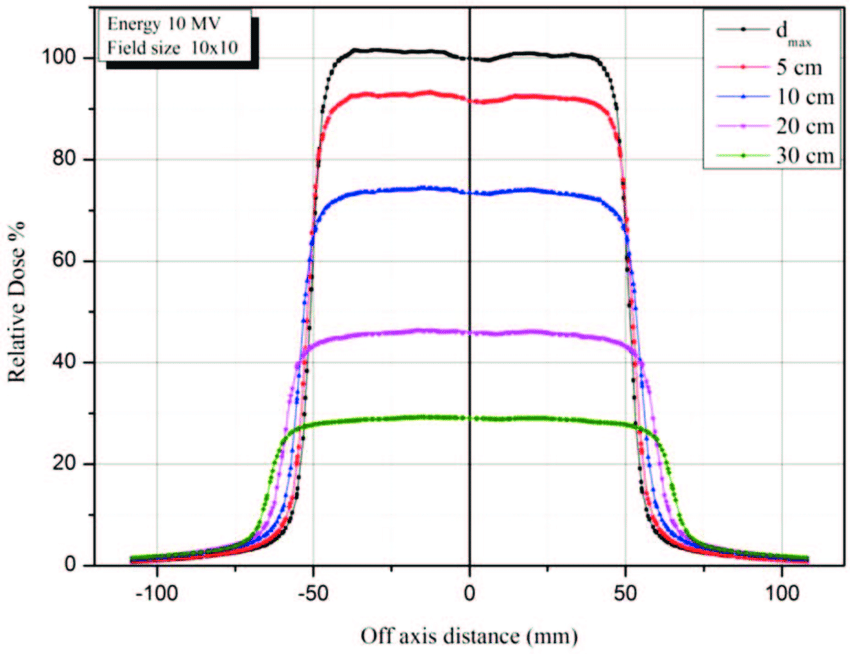 Energy 10 MV
Field size 10x10
dmax
5 cm
10 cm
20 cm
30 cm
Relative Dose %
100
80
60
40
20
0
-100
-50
0
50
100
Off axis distance (mm)